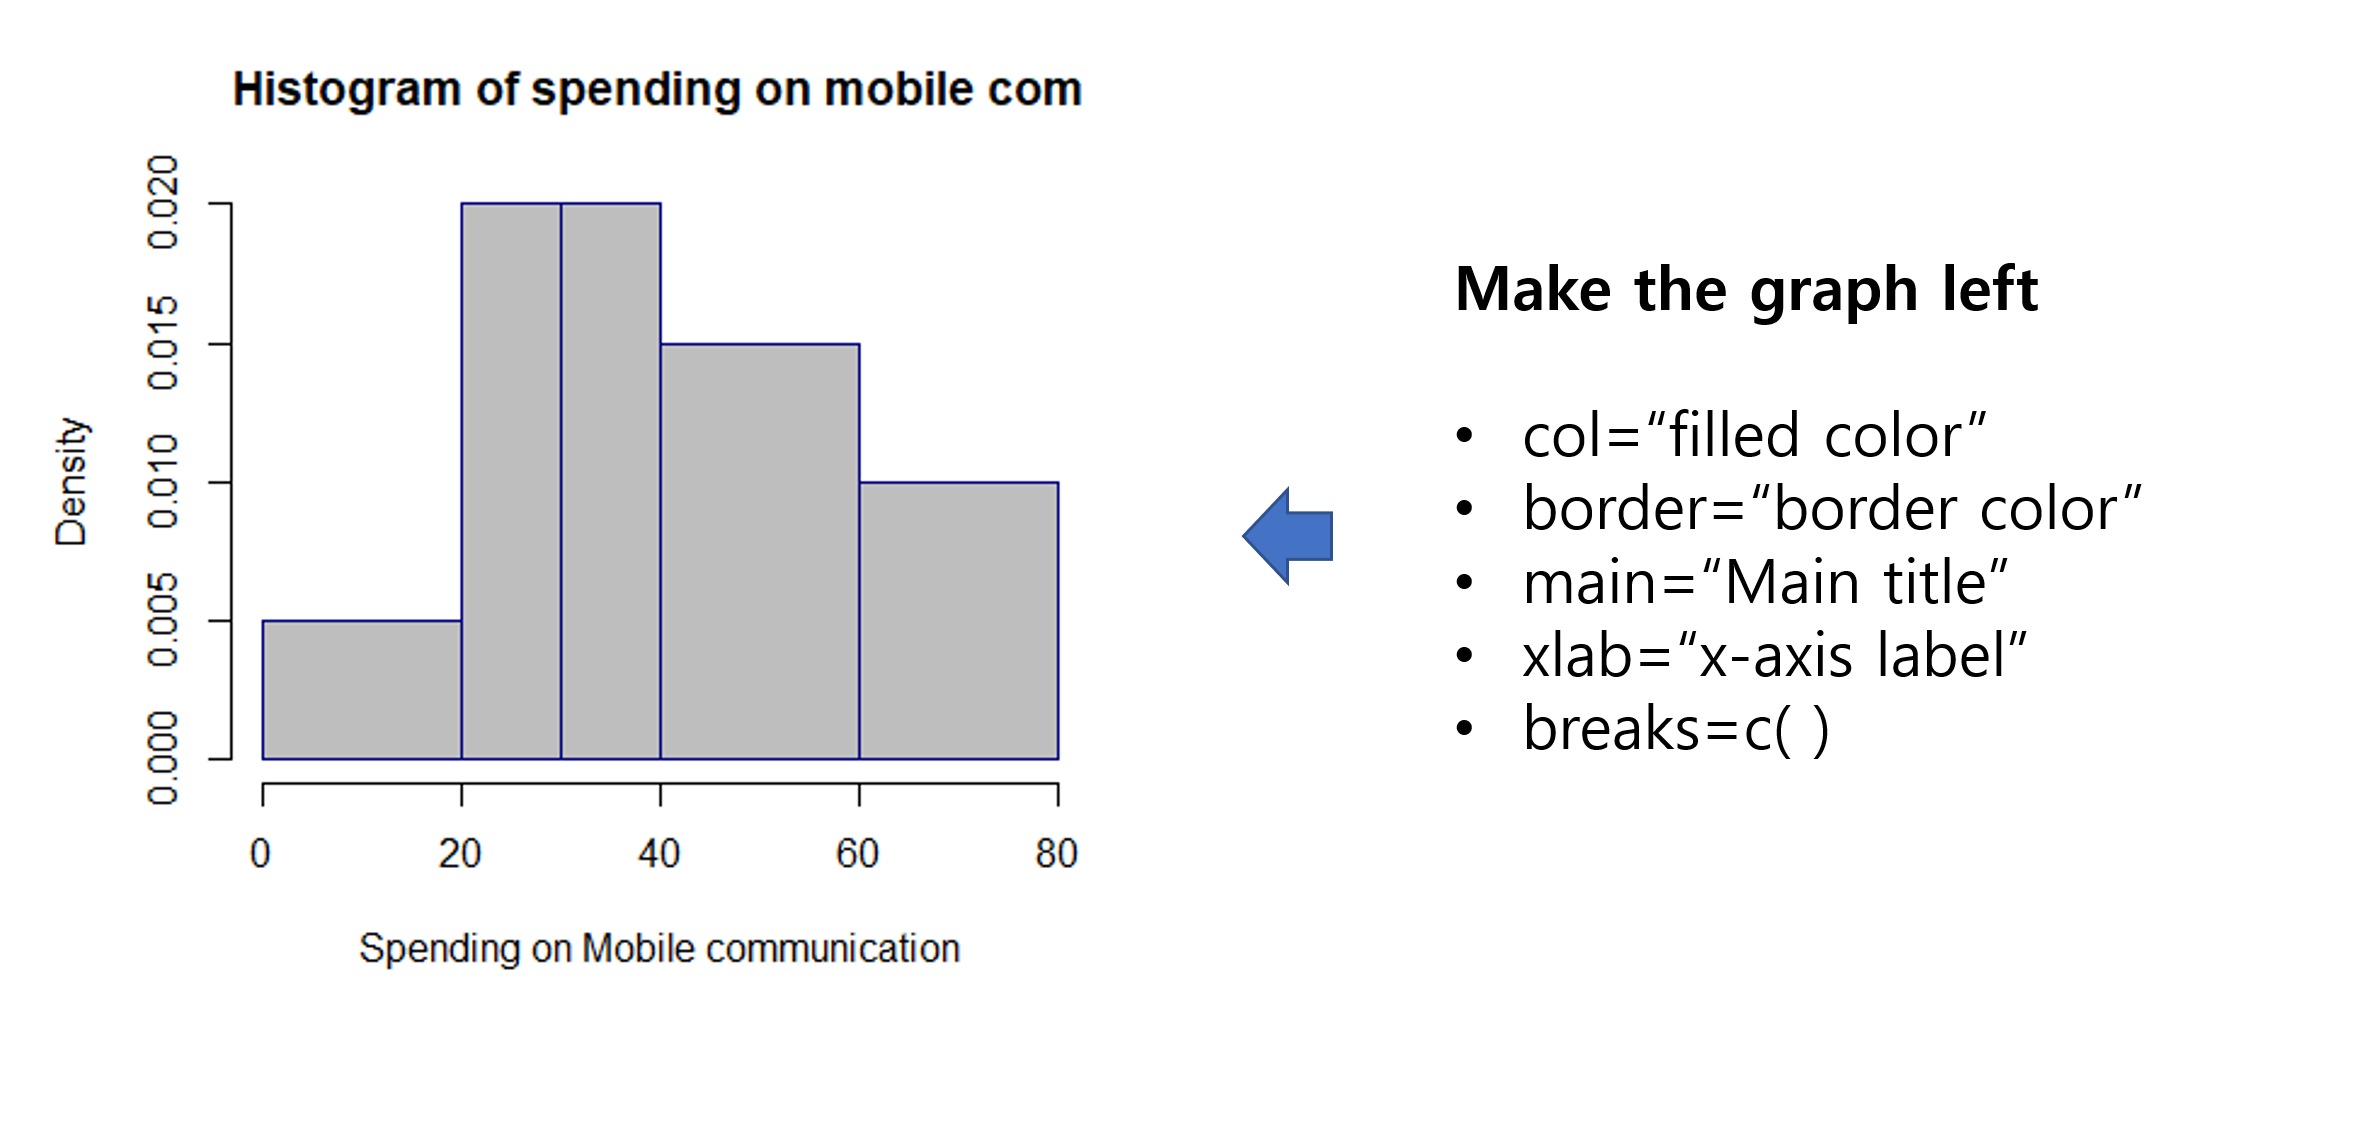 Histogram of spending on mobile com
0.020
0.015
0.010
0.005
0.000
Density
0 20 40 60 80
Spending on Mobile communication
Make the graph left
• col=“filled color”
• border=“border color”
• main=“Main title”
• xlab=“x-axis label”
• breaks=c( )